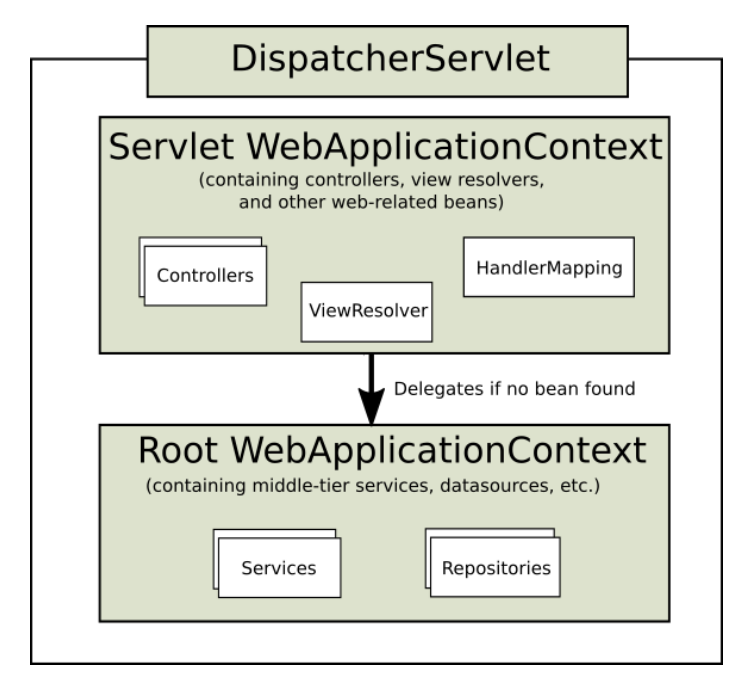 DispatcherServlet
Servlet WebApplicationContext
(containing controllers, view resolvers,
and other web-related beans)
Controllers
HandlerMapping
ViewResolver
Delegates if no bean found
Root WebApplicationContext
(containing middle-tier services, datasources, etc.)
Services
Repositories